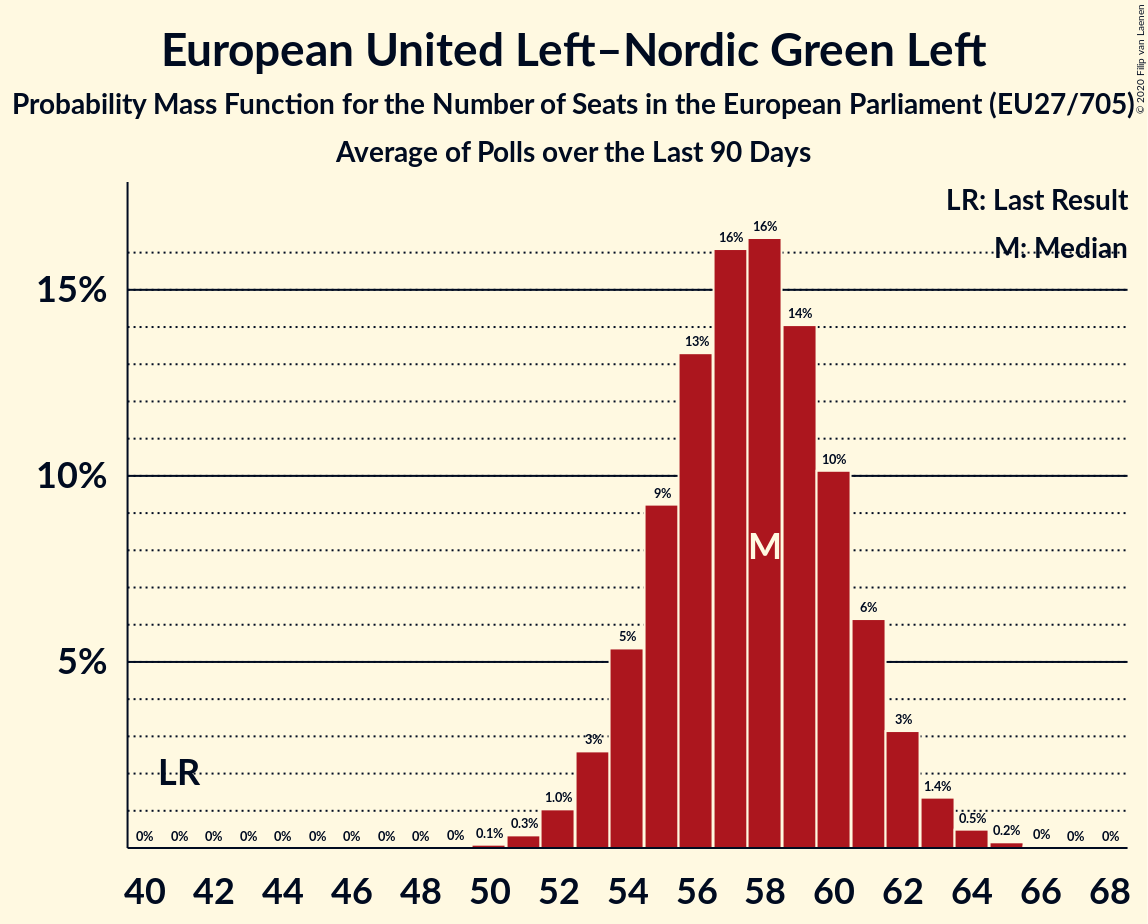 European United Left–Nordic Green Left
Probability Mass Function for the Number of Seats in the European Parliament (EU27/705)
Average of Polls over the Last 90 Days
© 2020 Filip van Laenen
LR: Last Result
M: Median
15%
10%
5%
0% 0% 0% 0% 0% 0% 0% 0% 0% 0% 0.1% 0.3% 1.0% 3% 5% 9% 13% 16% 16% 14% 10% 6% 3% 1.4% 0.5% 0.2% 0% 0% 0%
M
LR
40 42 44 46 48 50 52 54 56 58 60 62 64 66 68